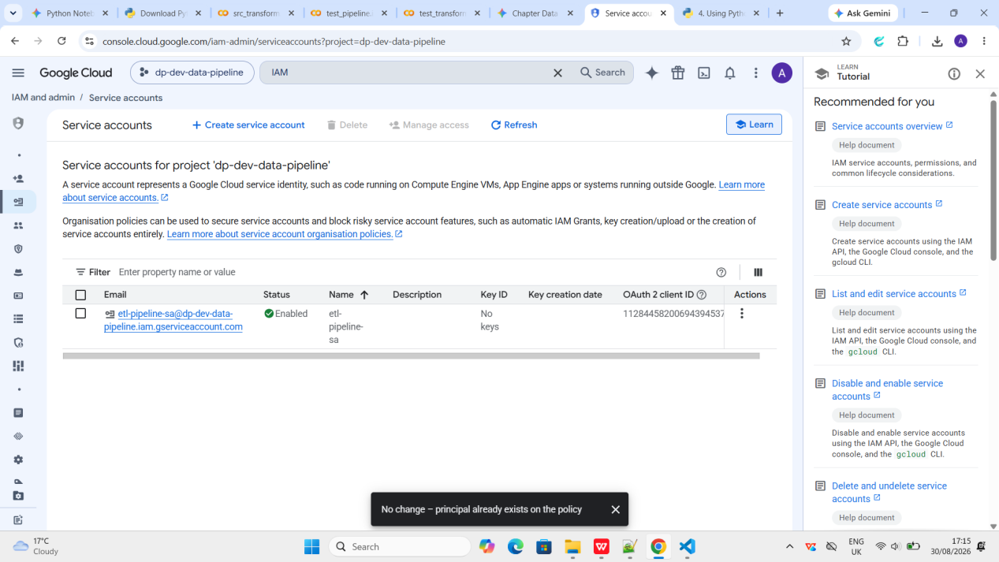 Python Noteb
Download Py
src_transform
test_pipeline.
test_transform
Chapter Data
Service accou
4. Using Pyth
Ask Gemini
console.cloud.google.com/iam-admin/serviceaccounts?project=dp-dev-data-pipeline
A
Google Cloud
dp-dev-data-pipeline
IAM
Search
A
LEARN
Tutorial
IAM and admin / Service accounts
Service accounts
Create service account
Delete
Manage access
Refresh
Learn
Service accounts for project 'dp-dev-data-pipeline'
A service account represents a Google Cloud service identity, such as code running on Compute Engine VMs, App Engine apps or systems running outside Google. Learn more
about service accounts.
Organisation policies can be used to secure service accounts and block risky service account features, such as automatic IAM Grants, key creation/upload or the creation of
service accounts entirely. Learn more about service account organisation policies.
Filter Enter property name or value
Email Status Name Description Key ID Key creation date OAuth 2 client ID Actions
etl-pipeline-sa@dp-dev-data-
pipeline.iam.gserviceaccount.com
Enabled
etl-
pipeline-
sa
No
keys
11284458200694394537
No change – principal already exists on the policy
Recommended for you
Service accounts overview
Help document
IAM service accounts, permissions, and
common lifecycle considerations.
Create service accounts
Help document
Create service accounts using the IAM
API, the Google Cloud console, and the
gcloud CLI.
List and edit service accounts
Help document
List and edit service accounts using the
IAM API, the Google Cloud console, and
the gcloud CLI.
Disable and enable service
accounts
Help document
Disable and enable service accounts
using the IAM API, the Google Cloud
console, and the gcloud CLI.
Delete and undelete service
accounts
Help document
17°C
Cloudy
Search
ENG
UK
17:15
30/08/2026